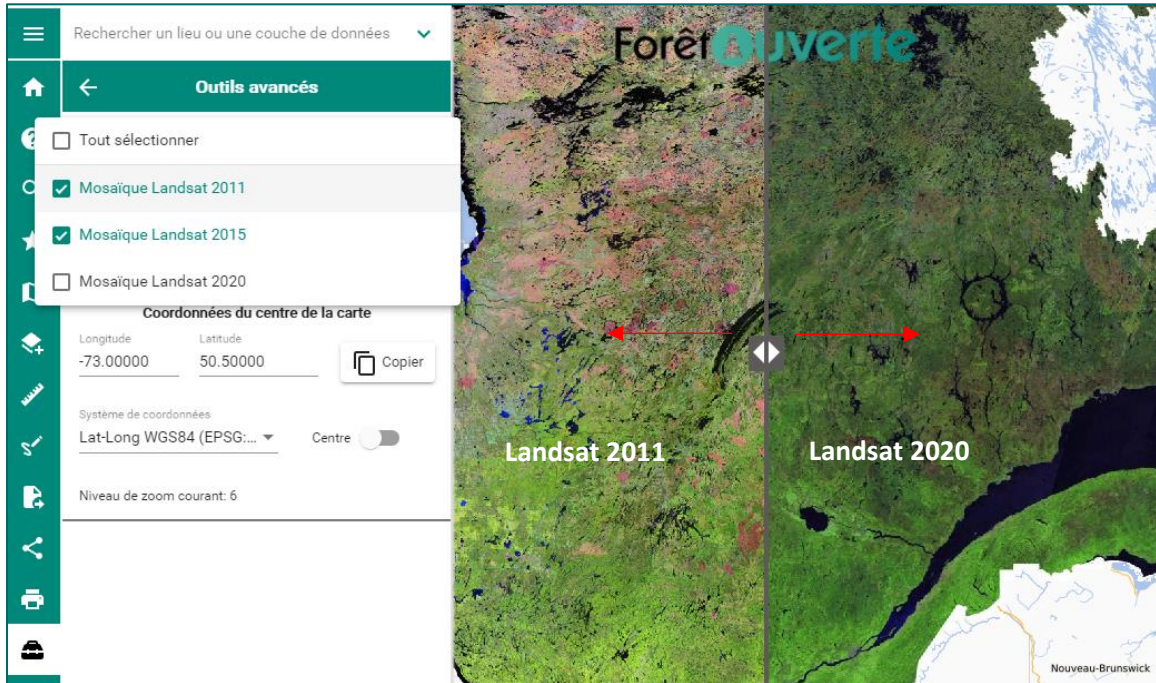 Rechercher un lieu ou une couche de données
ForêtOuverte
Outils avancés
Tout sélectionner
Mosaïque Landsat 2011
Mosaïque Landsat 2015
Mosaïque Landsat 2020
Coordonnées du centre de la carte
Longitude
Latitude
-73.00000
50.50000
Copier
Système de coordonnées
Lat-Long WGS84 (EPSG:...
Centre
Niveau de zoom courant: 6
Landsat 2011
Landsat 2020
Nouveau-Brunswick